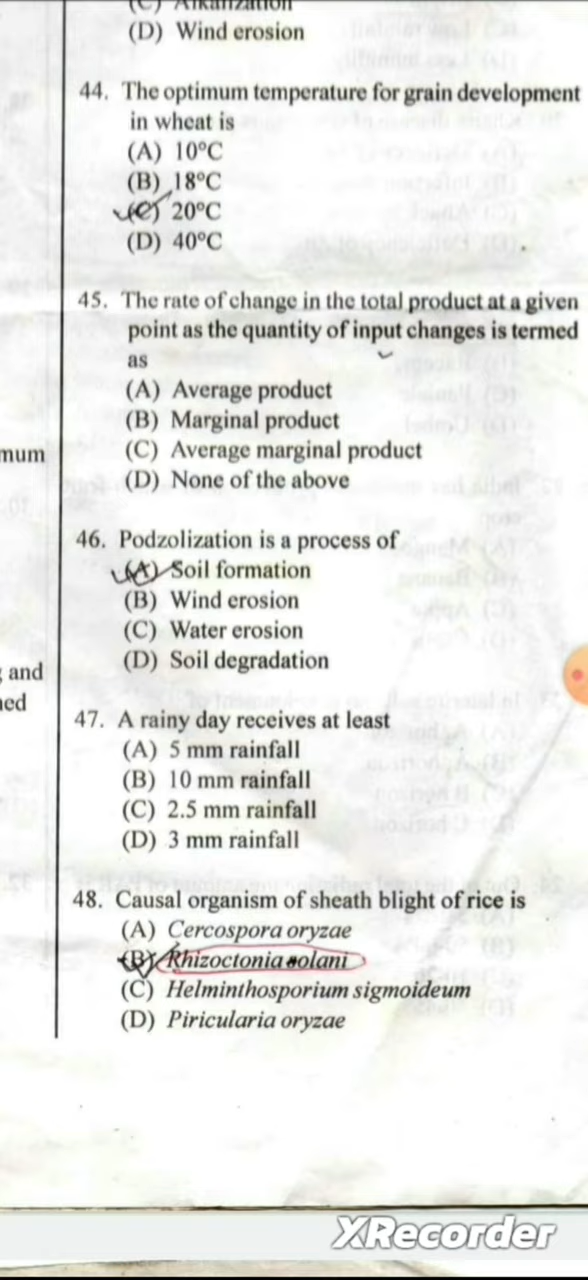 (C) Alkalization
(D) Wind erosion
44. The optimum temperature for grain development
in wheat is
(A) 10°C
(B) 18°C
(C) 20°C
(D) 40°C
45. The rate of change in the total product at a given
point as the quantity of input changes is termed
as
(A) Average product
(B) Marginal product
mum
(C) Average marginal product
(D) None of the above
46. Podzolization is a process of
(A) Soil formation
(B) Wind erosion
(C) Water erosion
and
(D) Soil degradation
47. A rainy day receives at least
(A) 5 mm rainfall
(B) 10 mm rainfall
(C) 2.5 mm rainfall
(D) 3 mm rainfall
48. Causal organism of sheath blight of rice is
(A) Cercospora oryzae
(B) Rhizoctonia solani
(C) Helminthosporium sigmoideum
(D) Piricularia oryzae
XRecorder